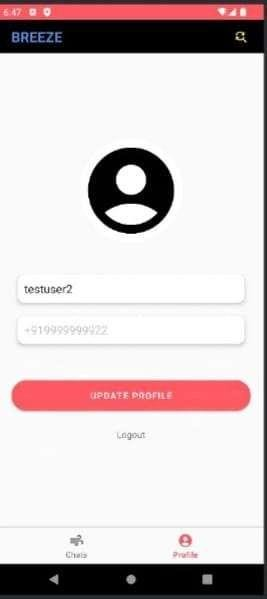 6:47
BREEZE
testuser2
+919999999922
UPDATE PROFILE
Logout
Chats
Profile